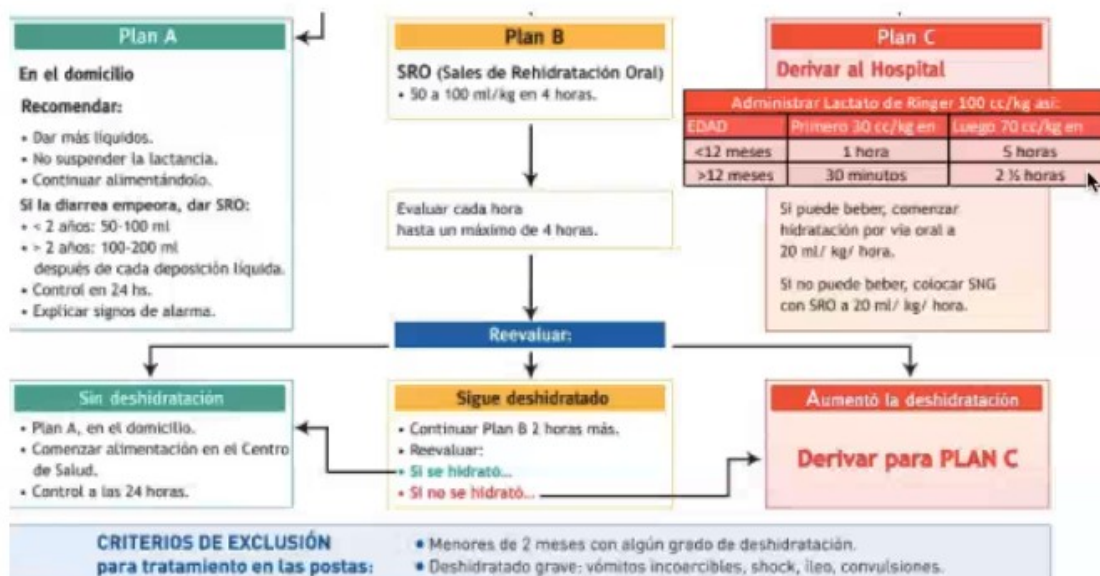 Plan A
En el domicilio
Recomendar:
• Dar más líquidos.
• No suspender la lactancia.
• Continuar alimentándolo.
Si la diarrea empeora, dar SRO:
• < 2 años: 50-100 ml
• > 2 años: 100-200 ml
después de cada deposición líquida.
• Control en 24 hs.
• Explicar signos de alarma.
Plan B
SRO (Sales de Rehidratación Oral)
• 50 a 100 ml/kg en 4 horas.
Evaluar cada hora
hasta un máximo de 4 horas.
Plan C
Derivar al Hospital
Administrar Lactato de Ringer 100 cc/kg así:
EDAD Primero 30 cc/kg en Luego 70 cc/kg en
<12 meses 1 hora 5 horas
>12 meses 30 minutos 2 ½ horas
Si puede beber, comenzar
hidratación por vía oral a
20 ml/ kg/ hora.
Si no puede beber, colocar SNG
con SRO a 20 ml/ kg/ hora.
Reevaluar:
Sin deshidratación
• Plan A, en el domicilio.
• Comenzar alimentación en el Centro
de Salud.
• Control a las 24 horas.
Sigue deshidratado
• Continuar Plan B 2 horas más.
• Reevaluar:
• Si se hidrató...
• Si no se hidrató...
Aumentó la deshidratación
Derivar para PLAN C
CRITERIOS DE EXCLUSIÓN
para tratamiento en las postas:
• Menores de 2 meses con algún grado de deshidratación.
• Deshidratado grave: vómitos incoercibles, shock, íleo, convulsiones.